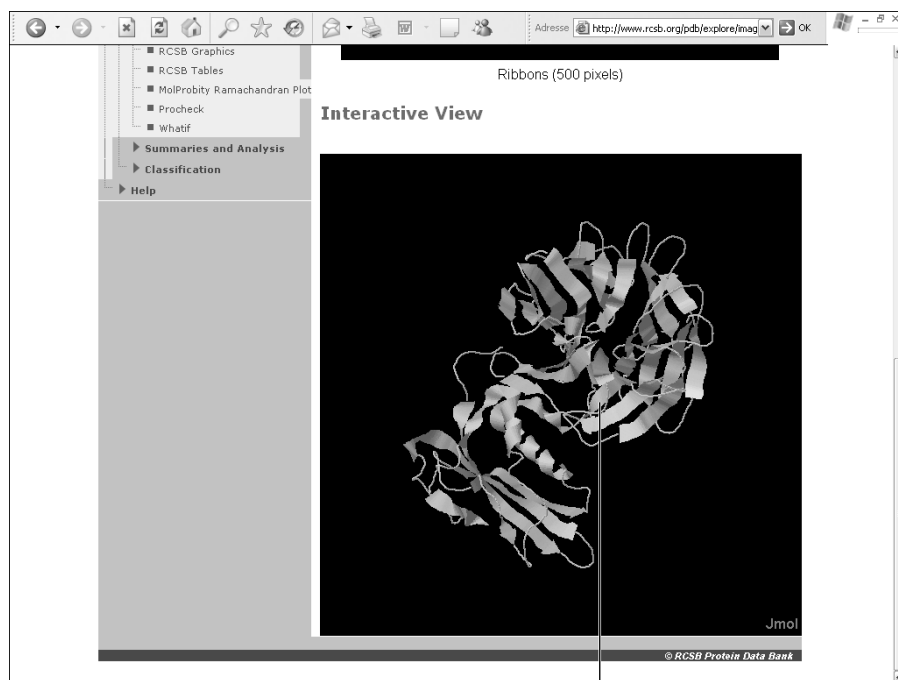 Adresse http://www.rcsb.org/pdb/explore/imag OK
RCSB Graphics
RCSB Tables
MolProbity Ramachandran Plot
Procheck
Whatif
Summaries and Analysis
Classification
Help
Ribbons (500 pixels)
Interactive View
Jmol
© RCSB Protein Data Bank